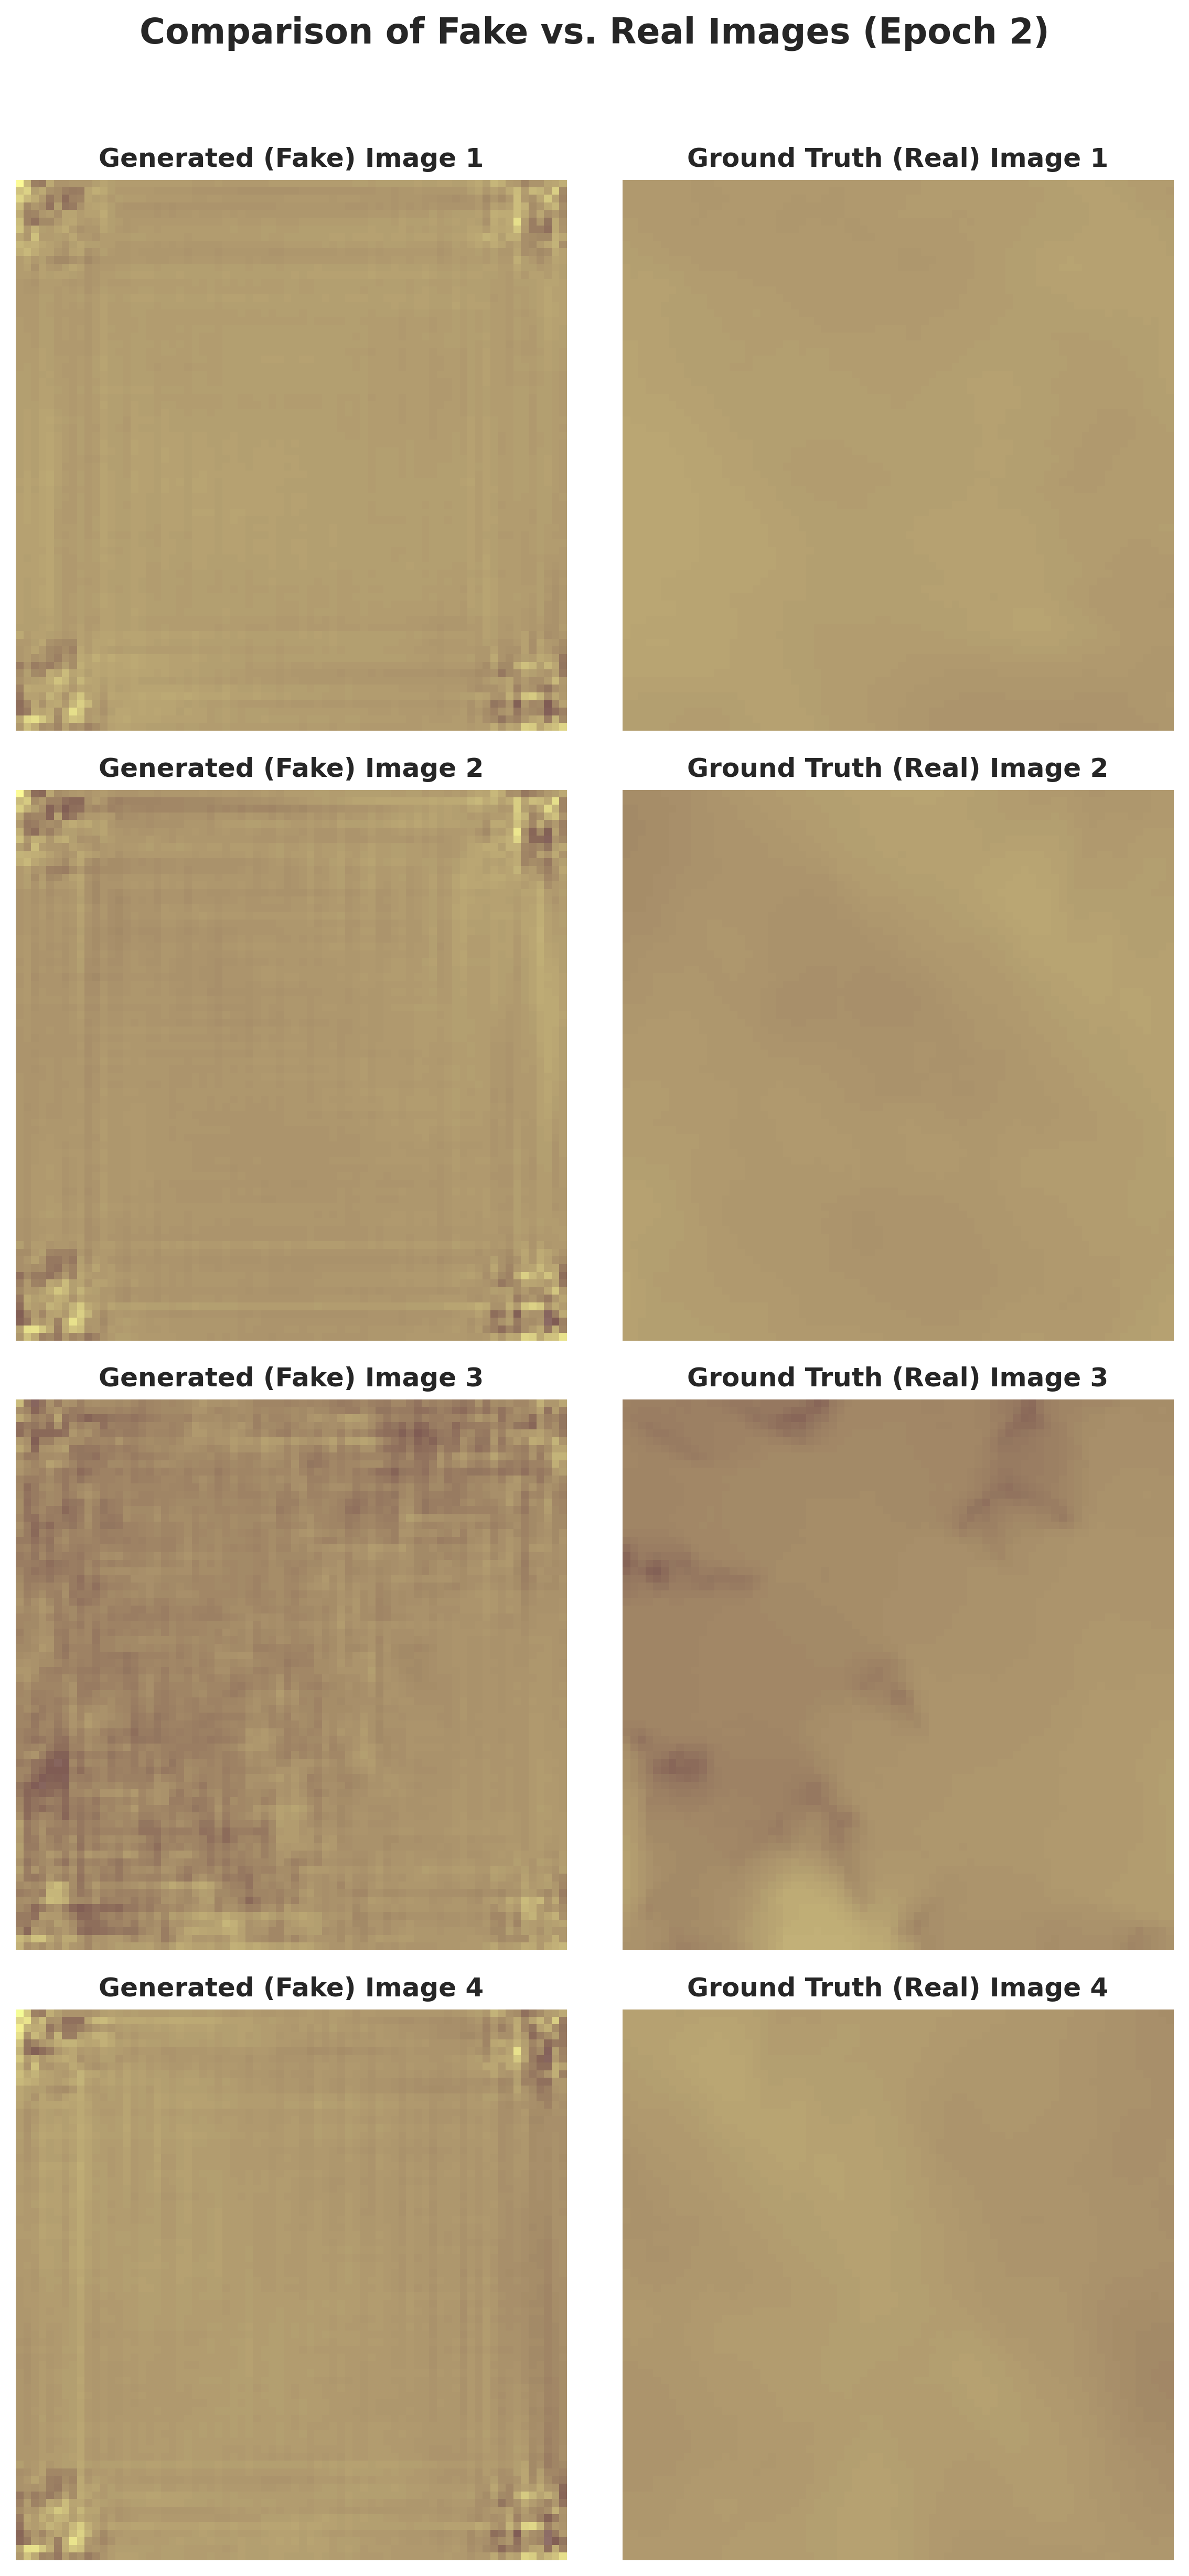 Comparison of Fake vs. Real Images (Epoch 2)
Generated (Fake) Image 1
Ground Truth (Real) Image 1
Generated (Fake) Image 2
Ground Truth (Real) Image 2
Generated (Fake) Image 3
Ground Truth (Real) Image 3
Generated (Fake) Image 4
Ground Truth (Real) Image 4